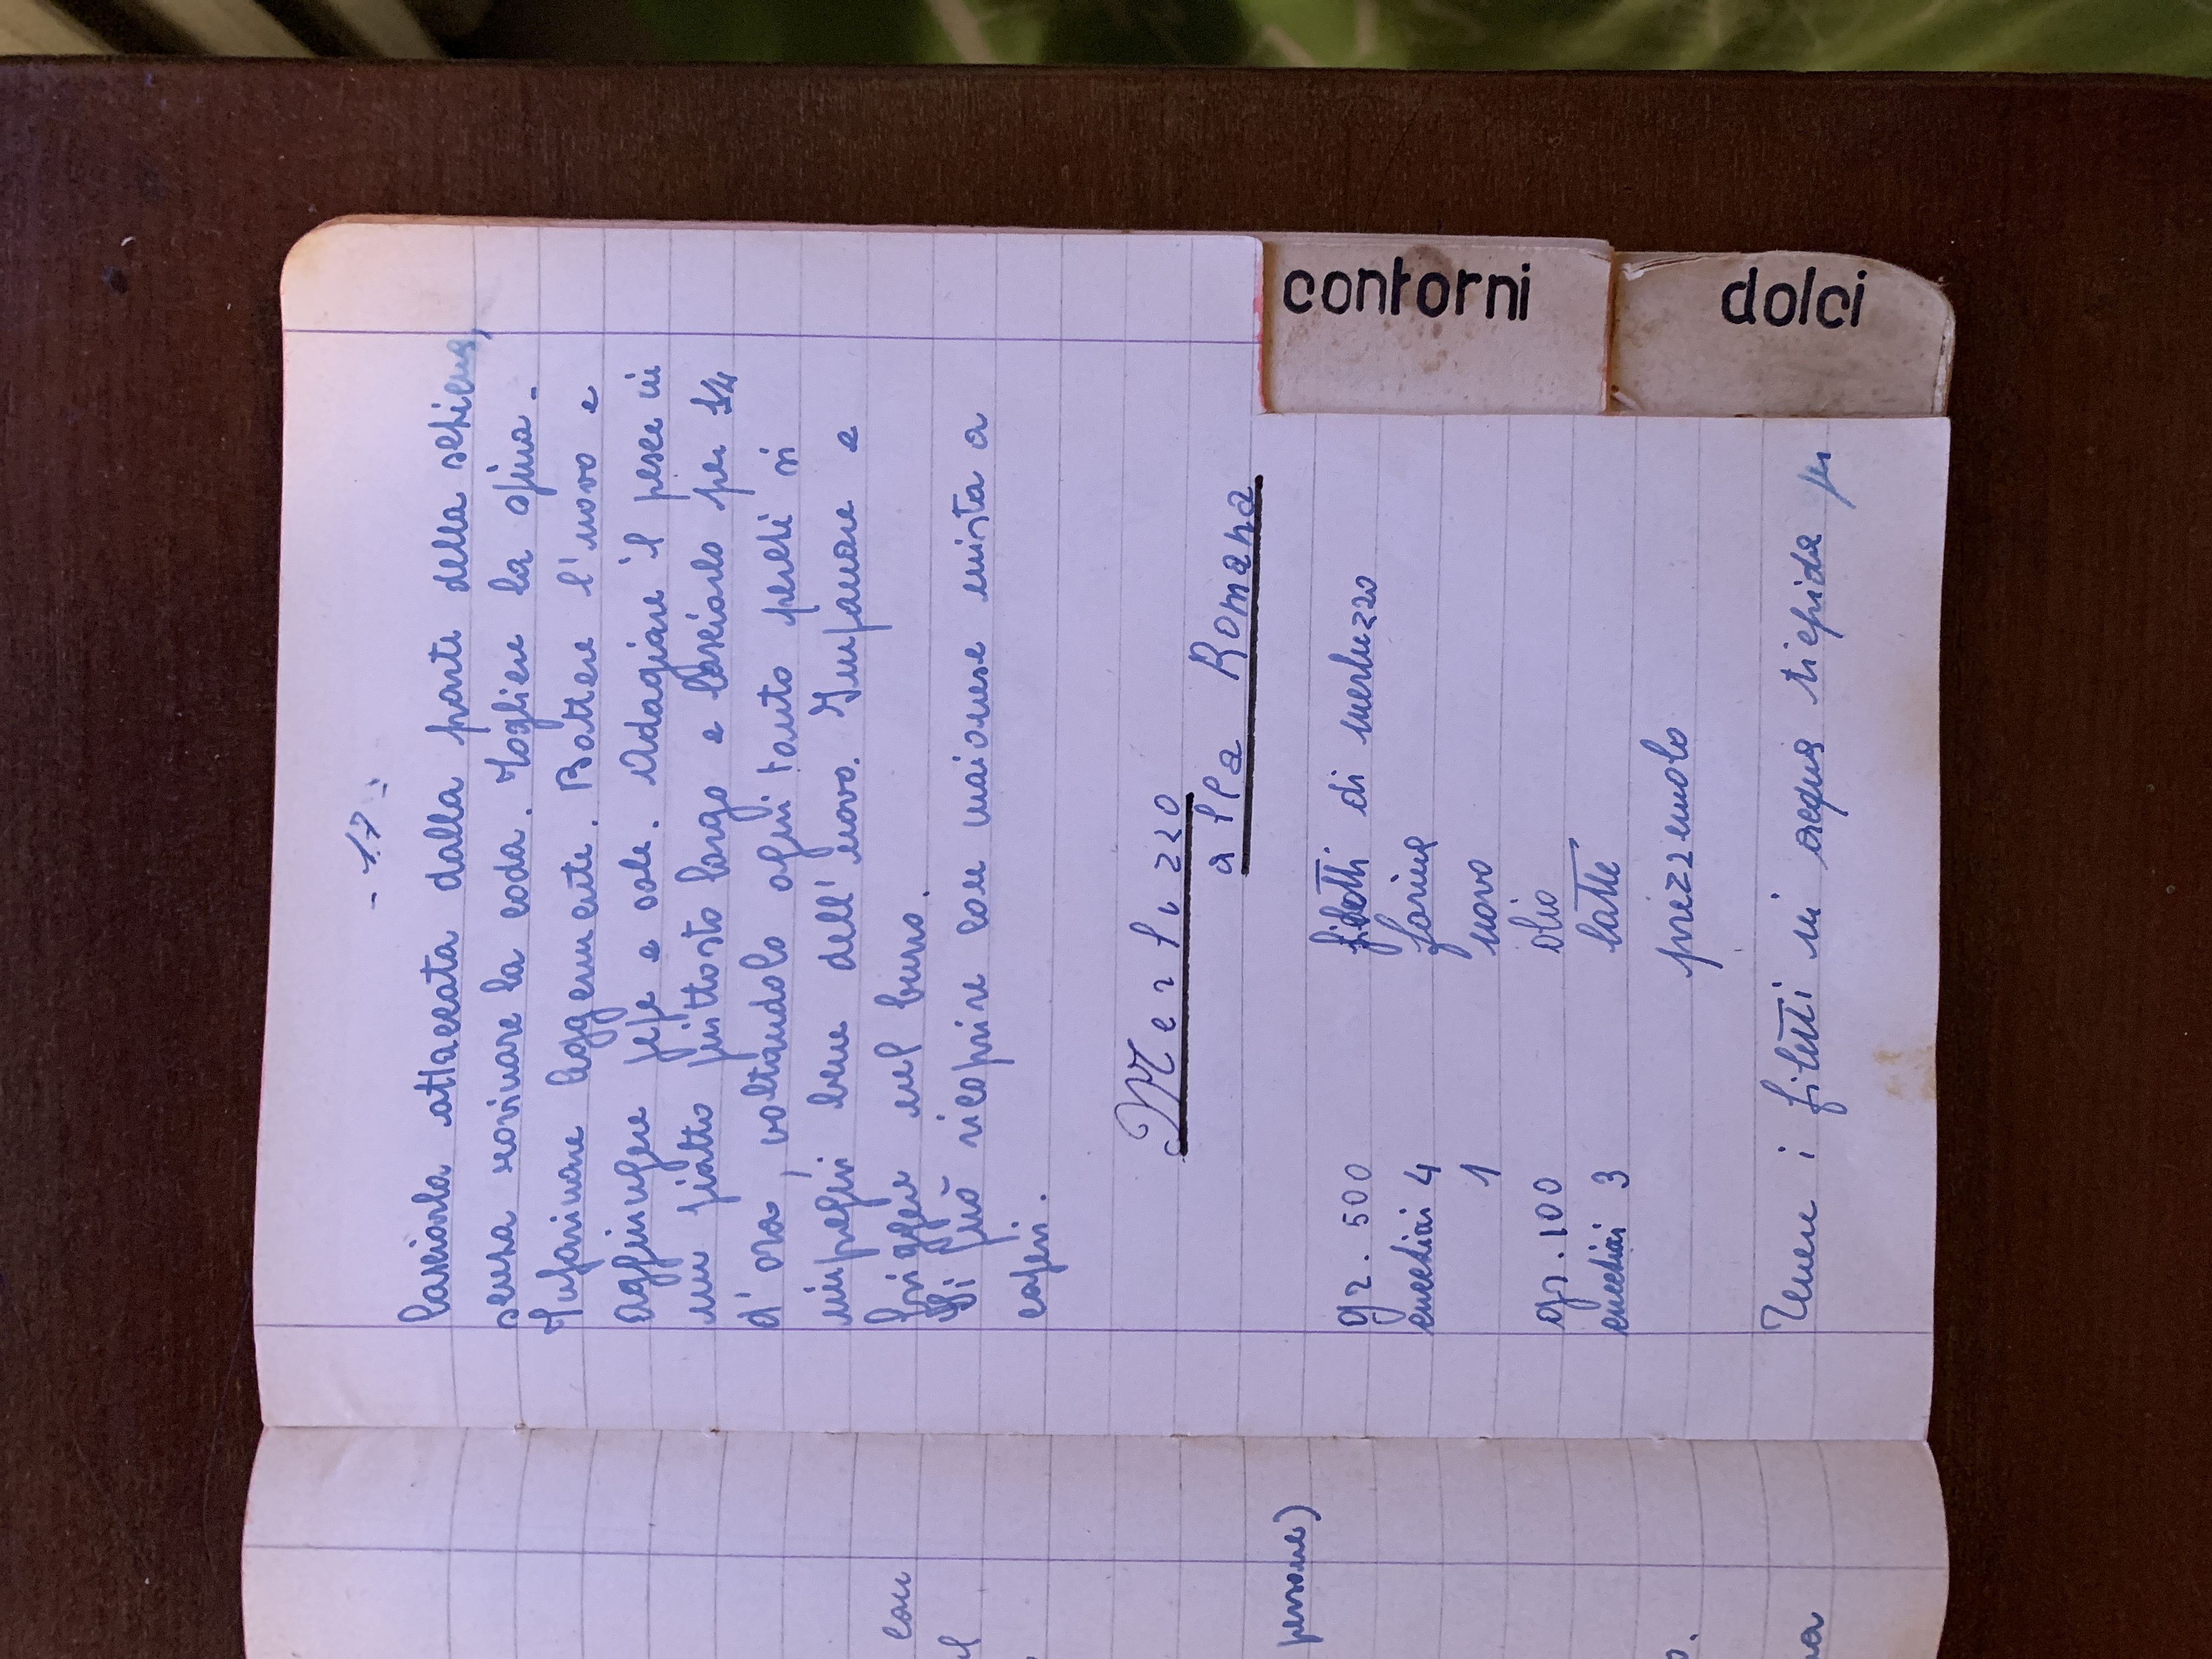 con
l
persone)
o.
na
- 17 -
lasciarla attaccata dalla parte della schiena,
senza rovinare la coda. Togliere la spina -
Infarinare leggermente. Battere l'uovo e
aggiungere pepe e sale. Adagiare il pesce in
un piatto piuttosto largo e lasciarlo per 1/4
d'ora, voltandolo ogni tanto perchè si
impregni bene dell'uovo. Impanare e
friggere nel burro.
Si può ricoprire con maionese mista a
caperi.
Merluzzo
alla Romana
gr. 500 filetti di merluzzo
cucchiai 4 farina
1 uovo
gr. 100 olio
cucchiai 3 latte
prezzemolo
Tenere i filetti in acqua tiepida per
contorni
dolci